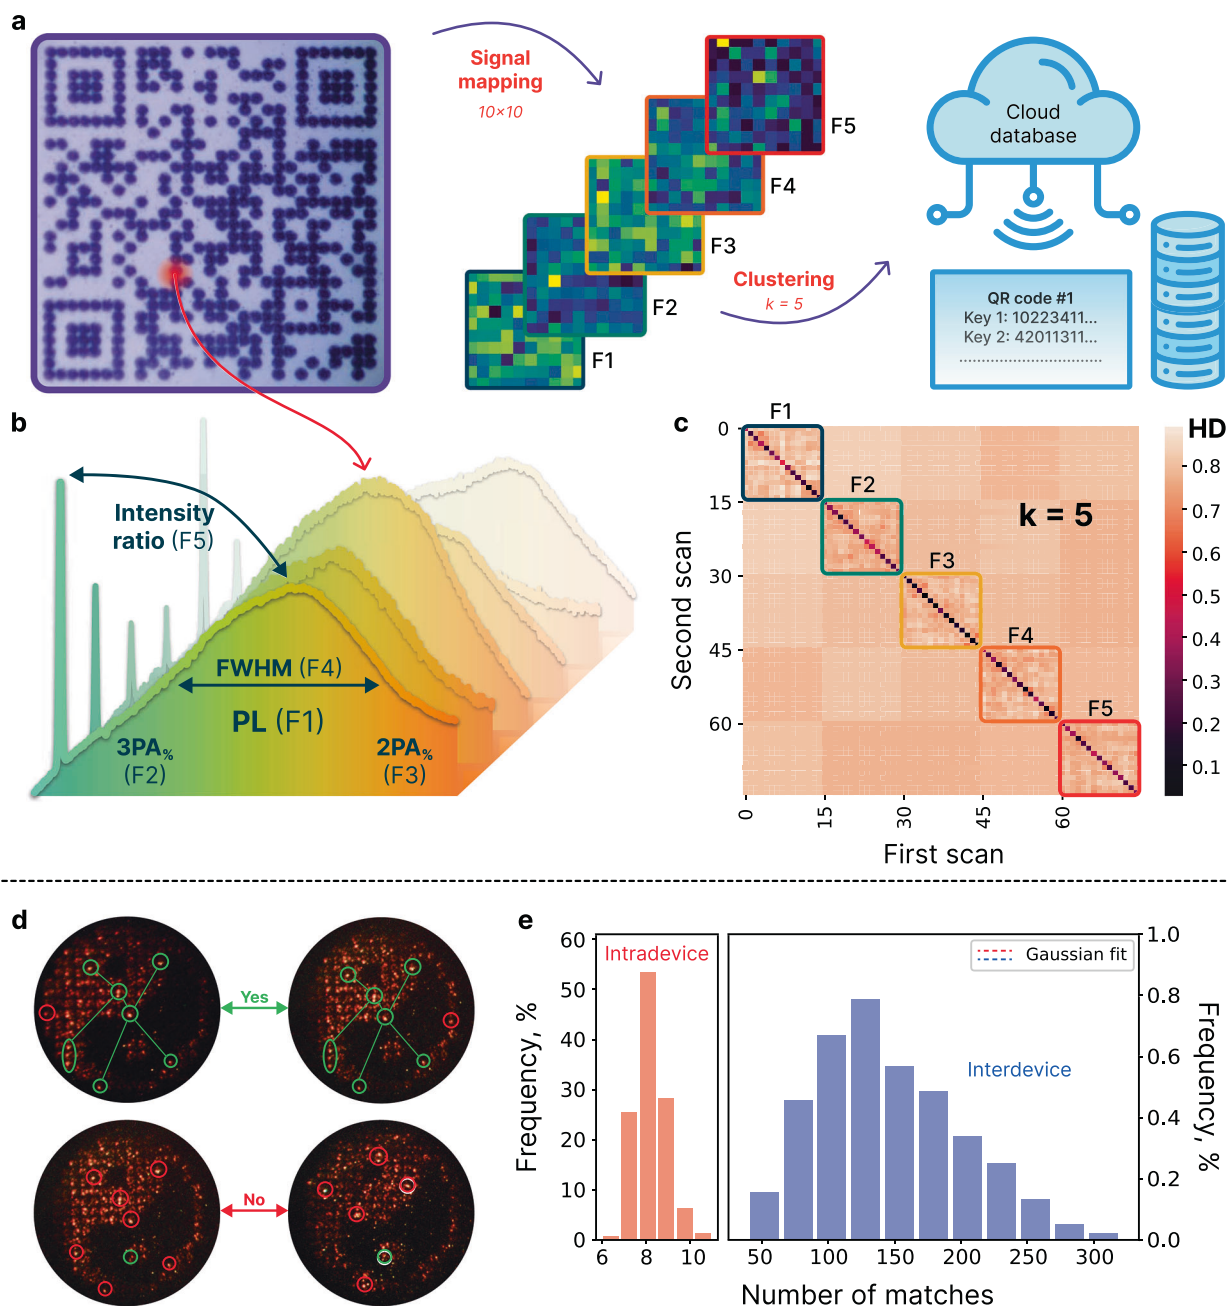 a
Signal
mapping
10×10
F5
F4
F3
F2
F1
Clustering
k = 5
Cloud
database
QR code #1
Key 1: 10223411...
Key 2: 42011311...
b
Intensity
ratio (F5)
FWHM (F4)
PL (F1)
3PA%
(F2)
2PA%
(F3)
c
F1
F2
F3
F4
F5
k = 5
HD
0
15
30
45
60
Second scan
0
15
30
45
60
First scan
0.8
0.7
0.6
0.5
0.4
0.3
0.2
0.1
d
Yes
No
e
Intradevice
Gaussian fit
Interdevice
Frequency, %
60
50
40
30
20
10
0
6
8
10
50
100
150
200
250
300
1.0
0.8
0.6
0.4
0.2
0.0
Frequency, %
Number of matches